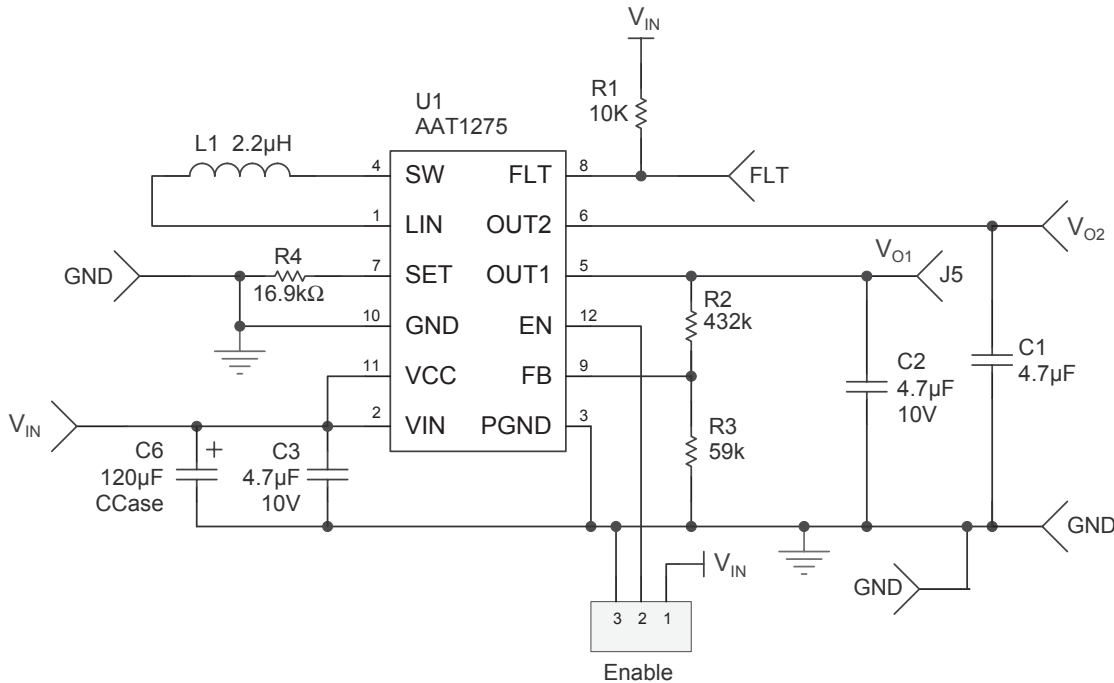 V_IN
R1
10K
U1
AAT1275
L1 2.2µH
4 SW FLT 8
FLT
1 LIN OUT2 6
V_O2
GND
R4
16.9kΩ
7 SET OUT1 5
V_O1
J5
R2
432k
10 GND EN 12
11 VCC FB 9
C2
4.7µF
10V
C1
4.7µF
V_IN
2 VIN PGND 3
R3
59k
C6 +
120µF
CCase
C3
4.7µF
10V
GND
V_IN
GND
3 2 1
Enable